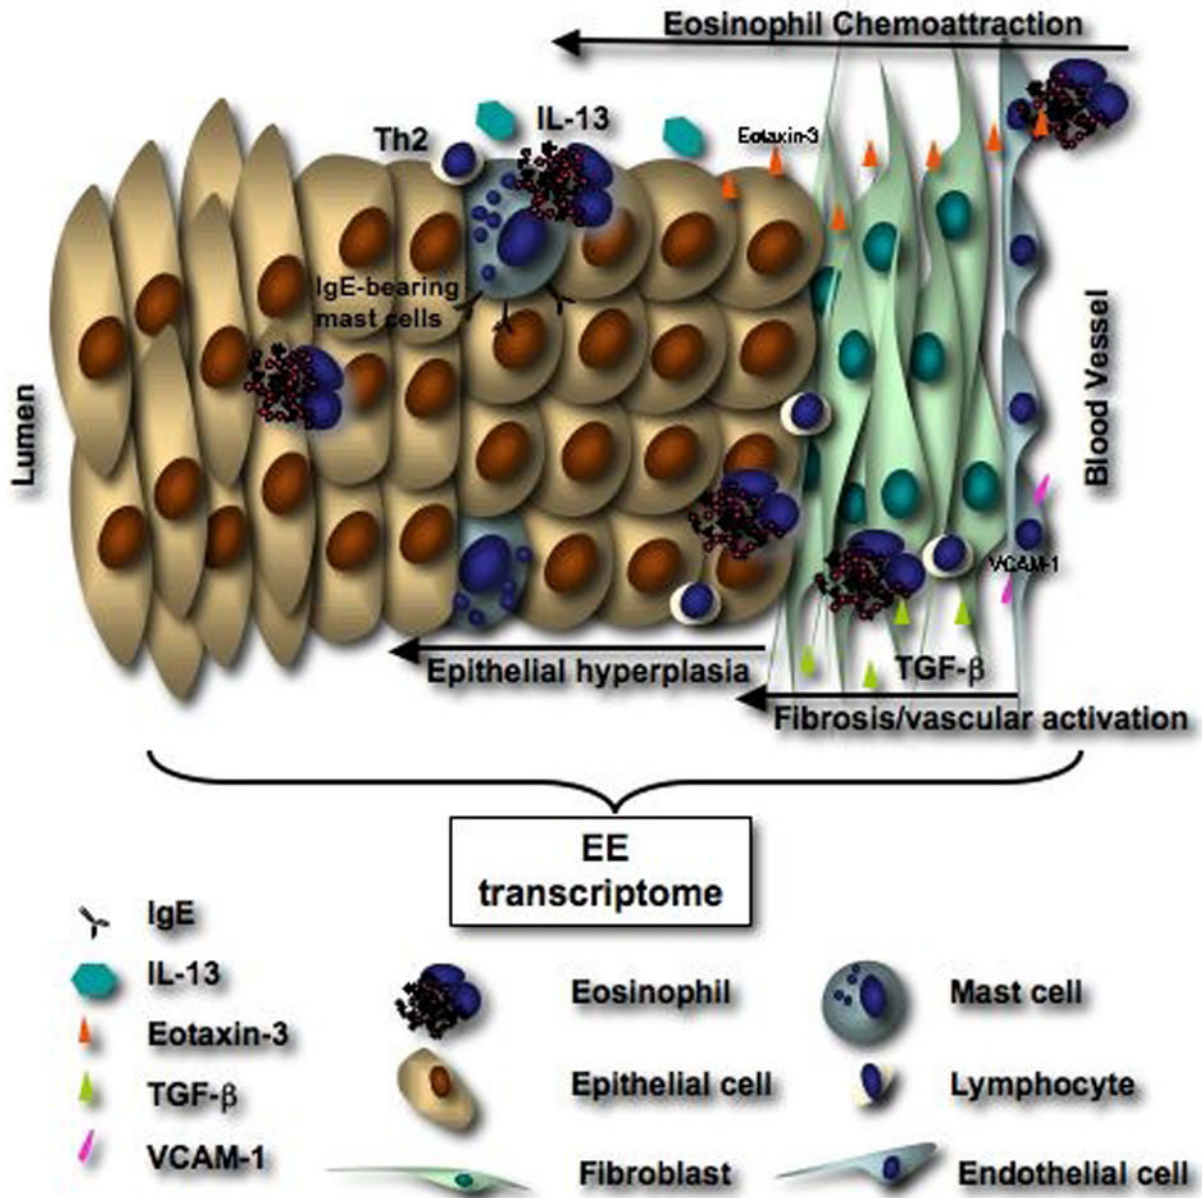 Eosinophil Chemoattraction
IL-13
Th2
Eotaxin-3
IgE-bearing
mast cells
Lumen
Blood Vessel
VCAM-1
TGF-β
Epithelial hyperplasia
Fibrosis/vascular activation
EE
transcriptome
IgE
IL-13
Eotaxin-3
TGF-β
VCAM-1
Eosinophil
Epithelial cell
Fibroblast
Mast cell
Lymphocyte
Endothelial cell